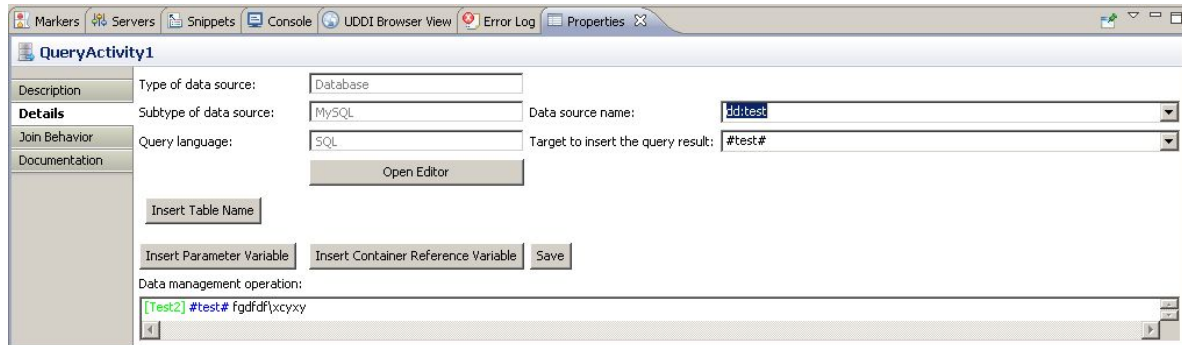 Markers Servers Snippets Console UDDI Browser View Error Log Properties
QueryActivity1
Description
Details
Join Behavior
Documentation
Type of data source: Database
Subtype of data source: MySQL Data source name: dd:test
Query language: SQL Target to insert the query result: #test#
Open Editor
Insert Table Name
Insert Parameter Variable Insert Container Reference Variable Save
Data management operation:
[Test2] #test# fgdfdf\xcyxy